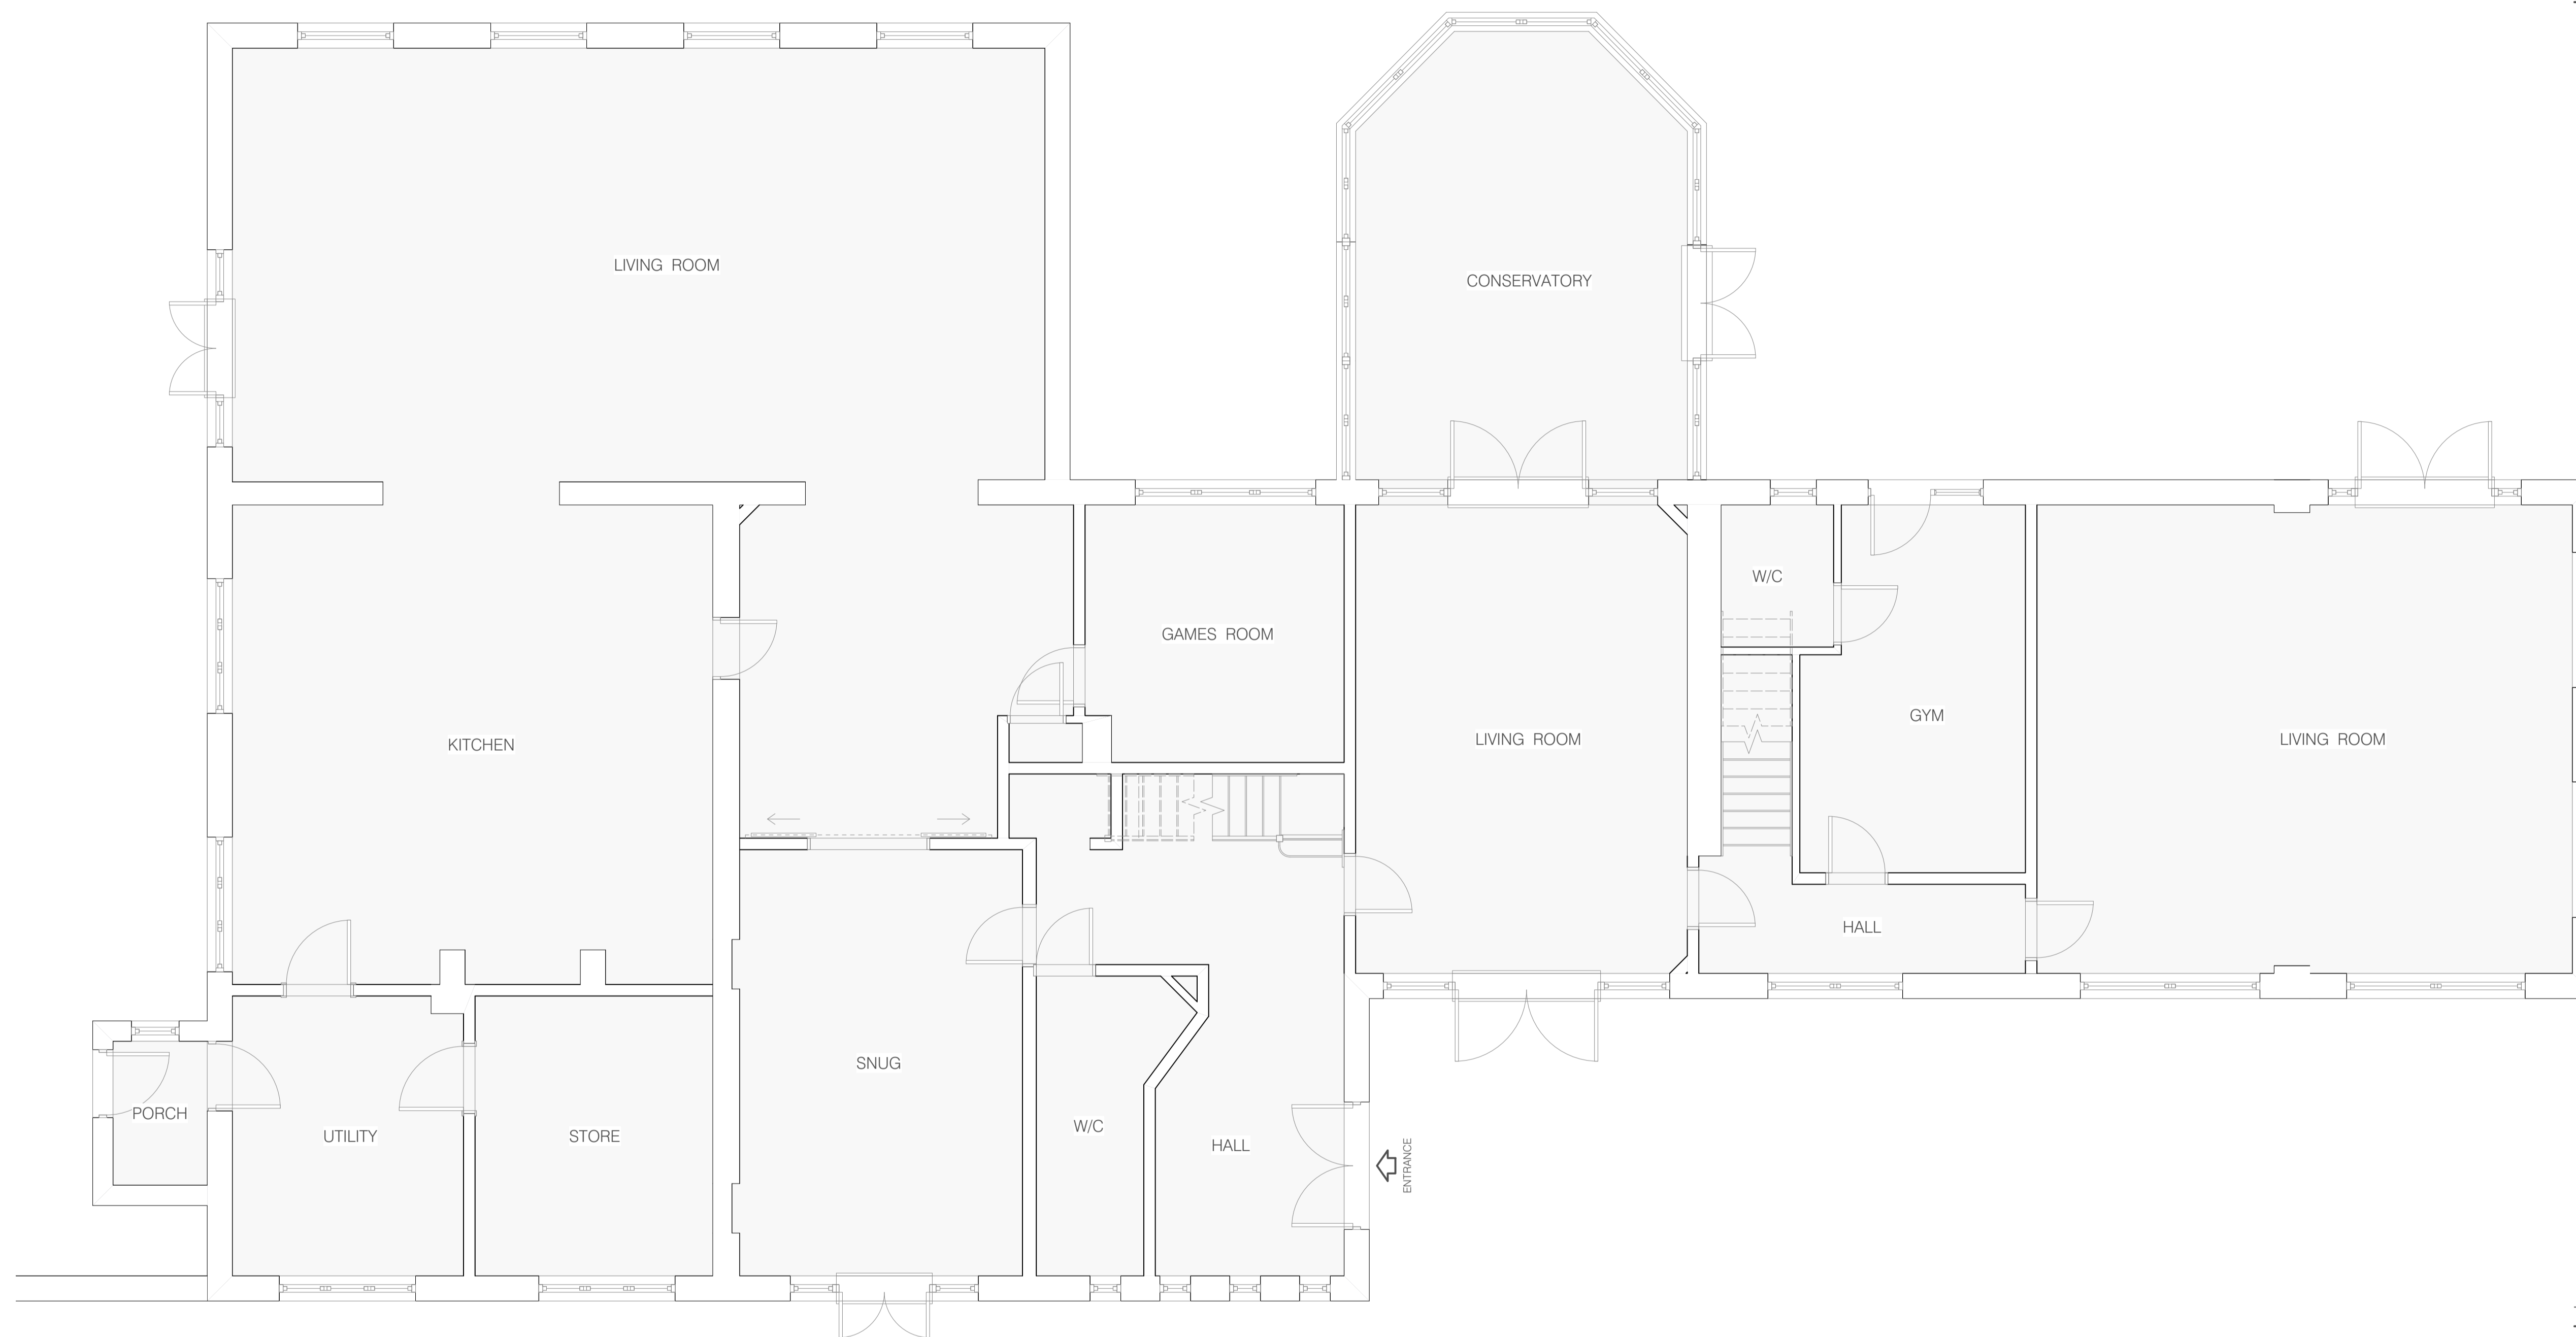 LIVING ROOM
CONSERVATORY
W/C
GAMES ROOM
GYM
KITCHEN
LIVING ROOM
LIVING ROOM
HALL
SNUG
PORCH
UTILITY
STORE
W/C
HALL
ENTRANCE